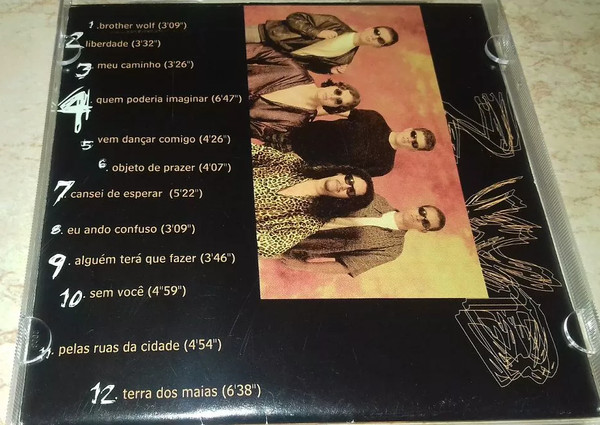 1. brother wolf (3'09")
2. liberdade (3'32")
3. meu caminho (3'26")
4. quem poderia imaginar (6'47")
5. vem dançar comigo (4'26")
6. objeto de prazer (4'07")
7. cansei de esperar (5'22")
8. eu ando confuso (3'09")
9. alguém terá que fazer (3'46")
10. sem você (4"59")
11. pelas ruas da cidade (4'54")
12. terra dos maias (6'38")